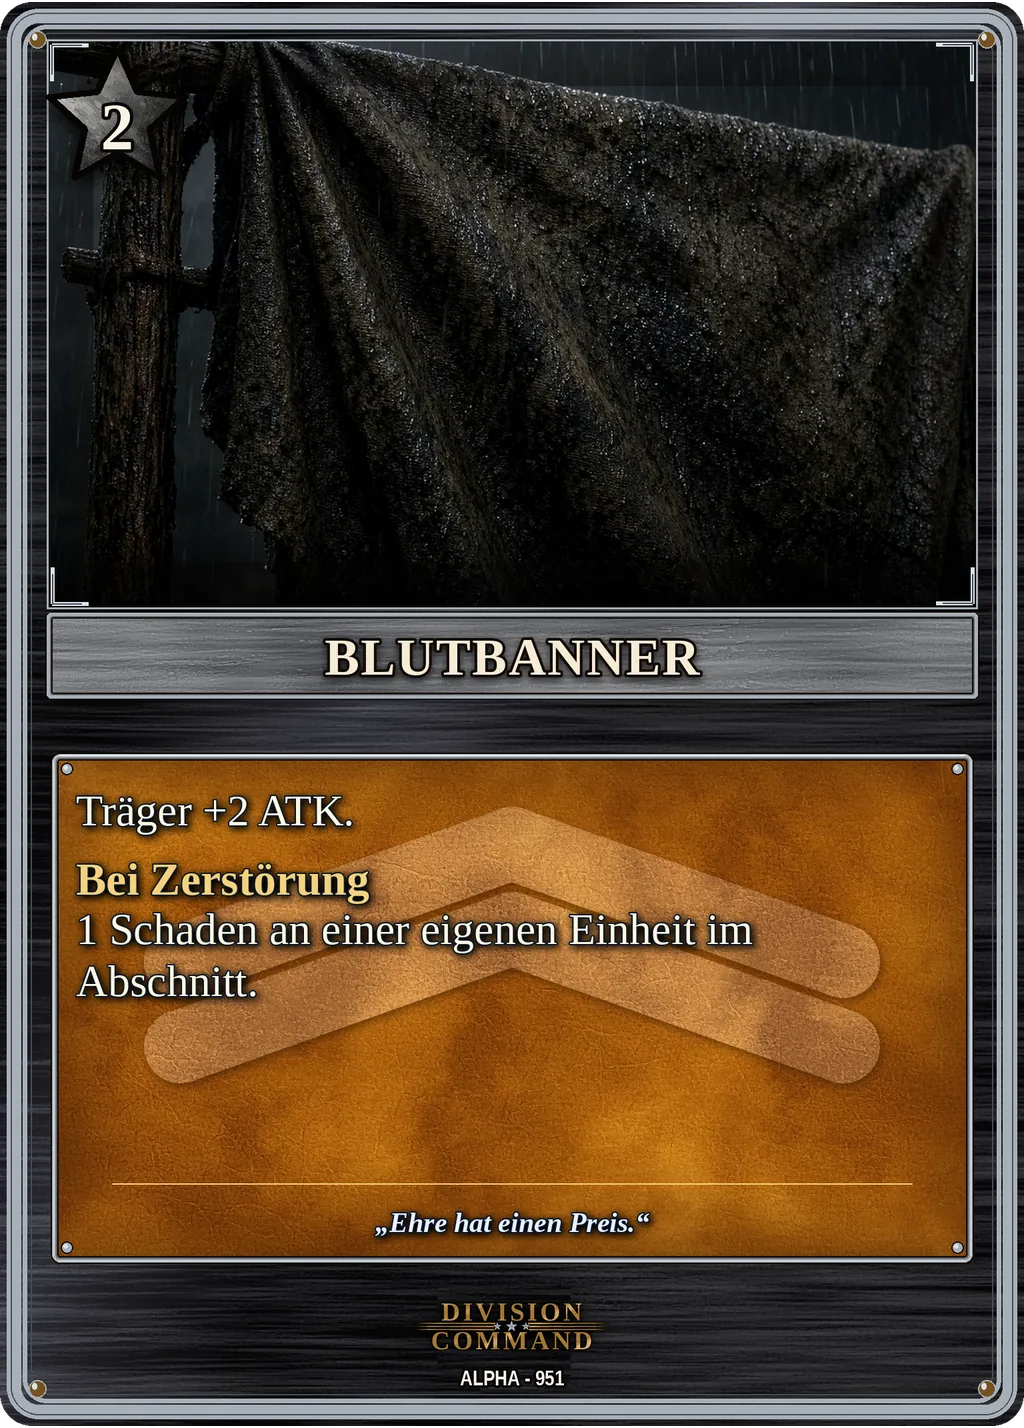 2
BLUTBANNER
Träger +2 ATK.
Bei Zerstörung
1 Schaden an einer eigenen Einheit im
Abschnitt.
„Ehre hat einen Preis.“
DIVISION
COMMAND
ALPHA - 951